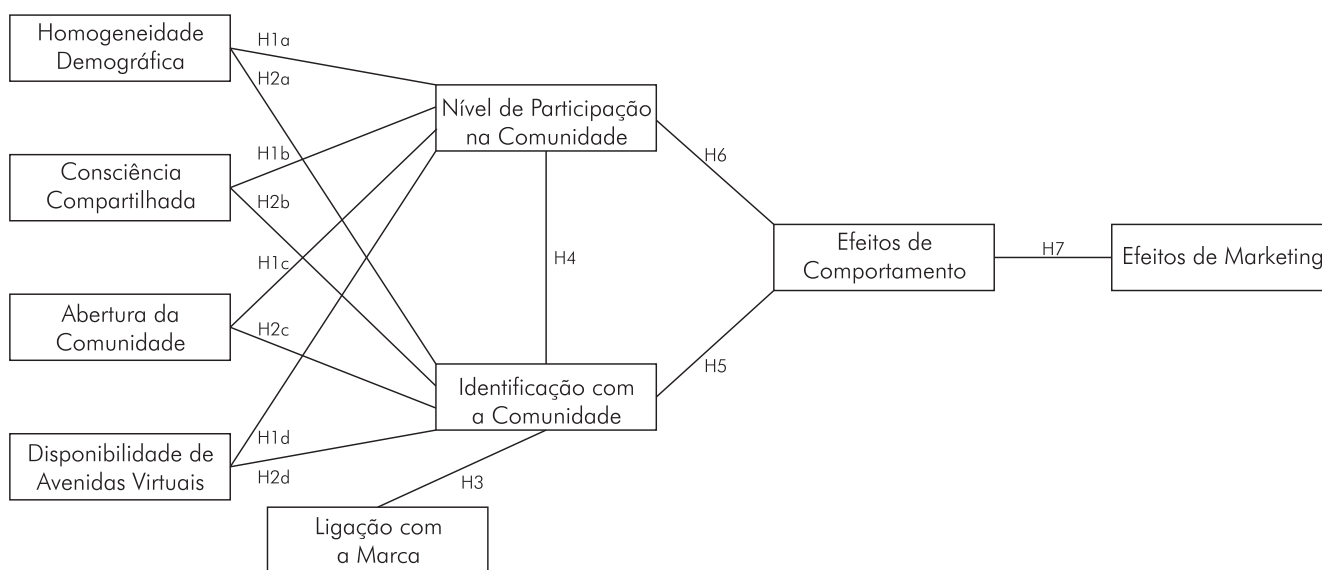 Homogeneidade
Demográfica
H1a
H2a
Nível de Participação
na Comunidade
Consciência
Compartilhada
H1b
H2b
H6
Efeitos de
Comportamento
H7
Efeitos de Marketing
H4
H1c
Abertura da
Comunidade
H2c
H5
Identificação com
a Comunidade
Disponibilidade de
Avenidas Virtuais
H1d
H2d
H3
Ligação com
a Marca